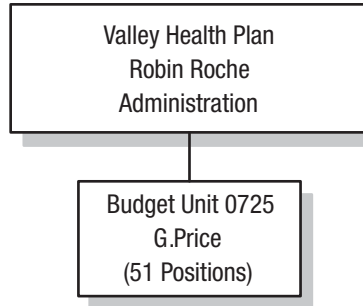 Valley Health Plan
Robin Roche
Administration
Budget Unit 0725
G.Price
(51 Positions)